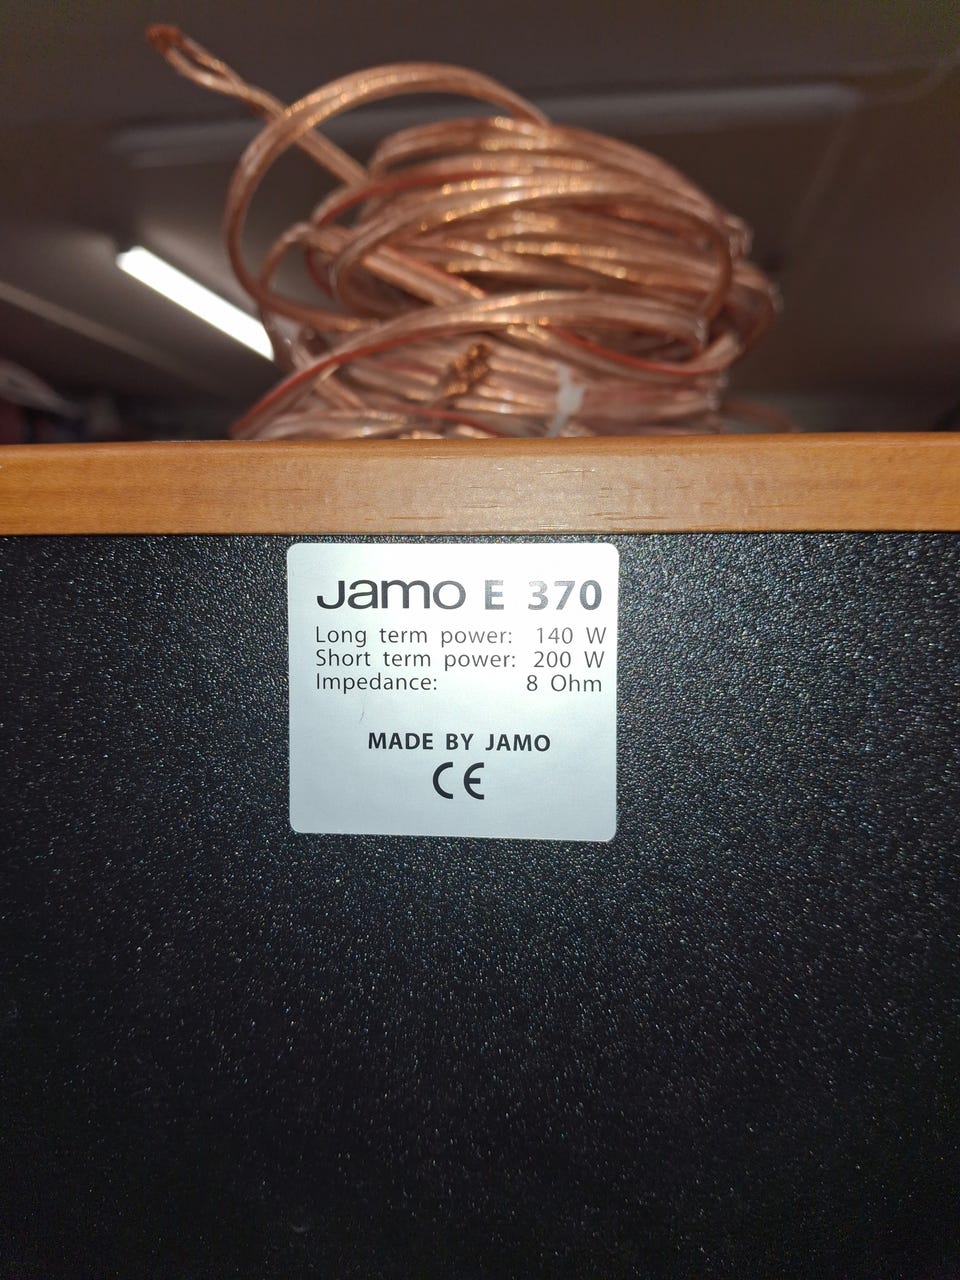 Jamo E 370
Long term power: 140 W
Short term power: 200 W
Impedance: 8 Ohm
MADE BY JAMO
CE